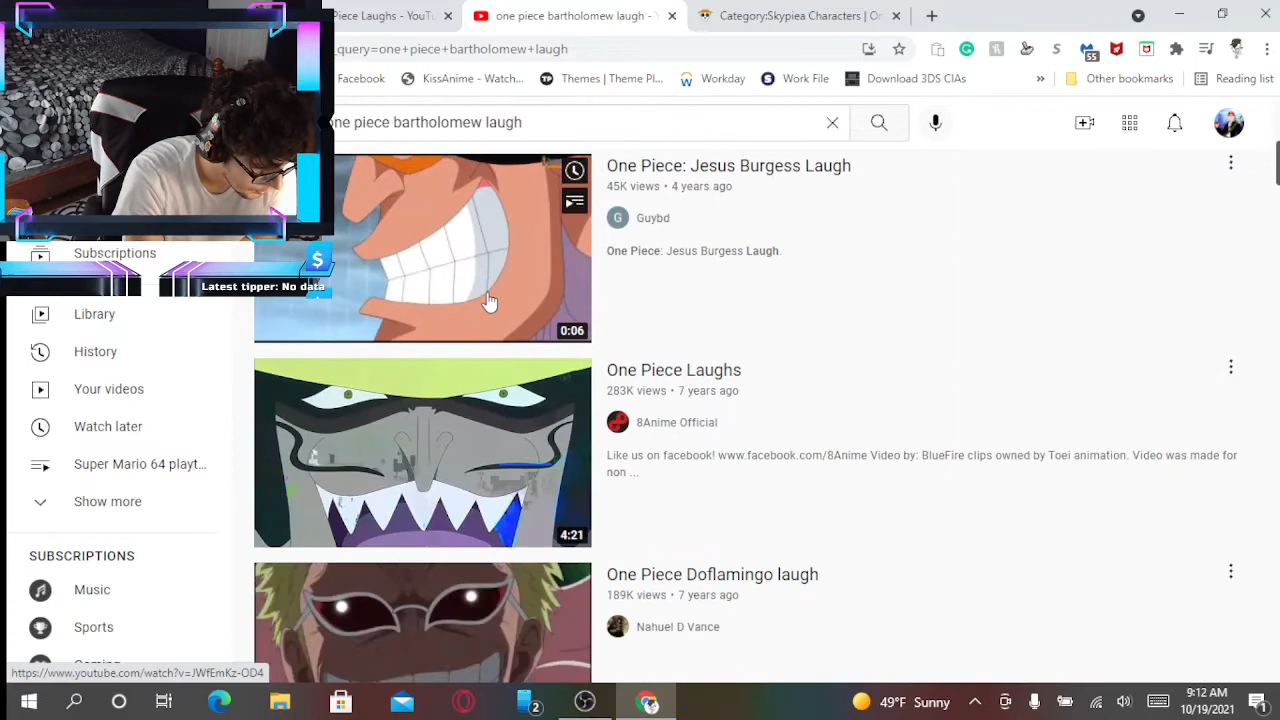 Piece Laughs - YouTu
one piece bartholomew laugh - Y
Category:Skypiea Characters | On
_query=one+piece+bartholomew+laugh
55
Facebook
KissAnime - Watch...
Themes | Theme Pl...
Workday
Work File
Download 3DS CIAs
»
Other bookmarks
Reading list
ne piece bartholomew laugh
Subscriptions
$
Latest tipper: No data
Library
History
Your videos
Watch later
Super Mario 64 playt...
Show more
SUBSCRIPTIONS
Music
Sports
0:06
One Piece: Jesus Burgess Laugh
45K views • 4 years ago
G Guybd
One Piece: Jesus Burgess Laugh.
4:21
One Piece Laughs
283K views • 7 years ago
8Anime Official
Like us on facebook! www.facebook.com/8Anime Video by: BlueFire clips owned by Toei animation. Video was made for
non ...
One Piece Doflamingo laugh
189K views • 7 years ago
Nahuel D Vance
https://www.youtube.com/watch?v=JWfEmKz-OD4
2
49°F Sunny
9:12 AM
10/19/2021
1